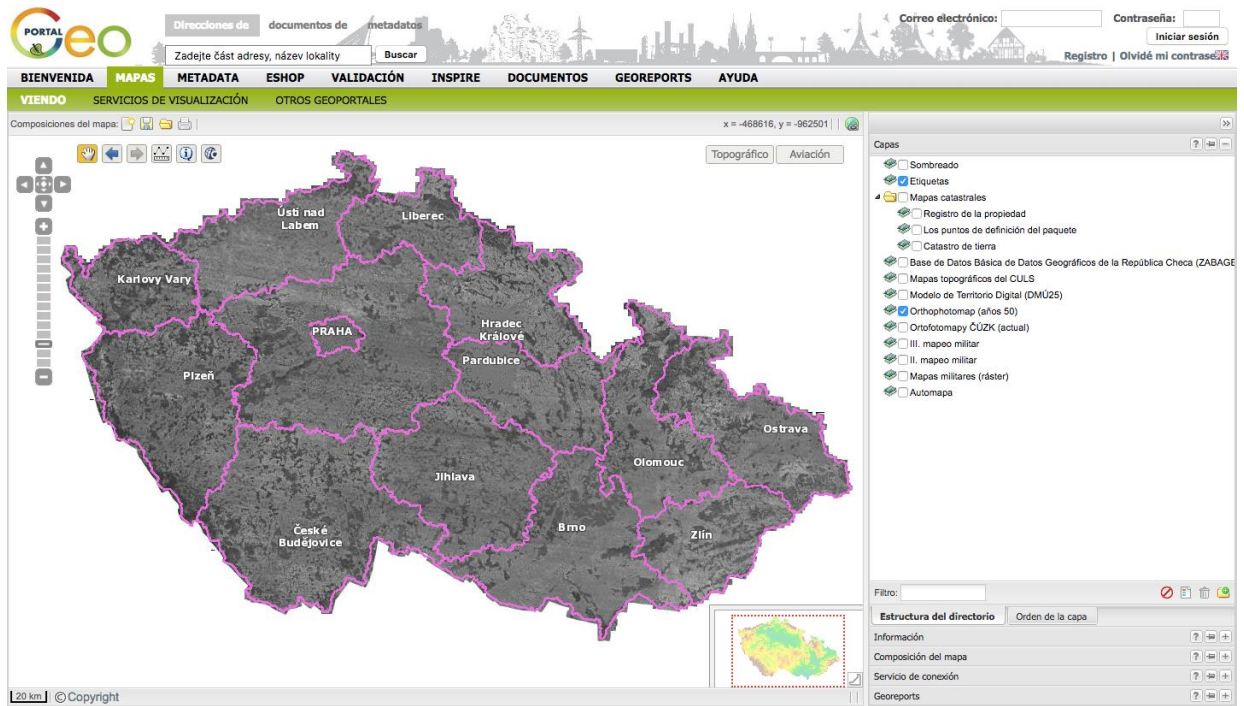 PORTAL
Geo
Direcciones de documentos de metadatos
Zadejte část adresy, název lokality Buscar
Correo electrónico: Contraseña:
Iniciar sesión
Registro | Olvidé mi contrase
BIENVENIDA MAPAS METADATA ESHOP VALIDACIÓN INSPIRE DOCUMENTOS GEOREPORTS AYUDA
VIENDO SERVICIOS DE VISUALIZACIÓN OTROS GEOPORTALES
Composiciones del mapa: x = -468616, y = -962501
Topográfico Aviación
Ústí nad
Labem
Liberec
Karlovy Vary
PRAHA
Hradec
Králové
Pardubice
Plzeň
Ostrava
Olomouc
Jihlava
Brno
České
Budějovice
Zlín
20 km © Copyright
Capas
Sombreado
Etiquetas
Mapas catastrales
Registro de la propiedad
Los puntos de definición del paquete
Catastro de tierra
Base de Datos Básica de Datos Geográficos de la República Checa (ZABAGE
Mapas topográficos del CULS
Modelo de Territorio Digital (DMÚ25)
Orthophotomap (años 50)
Ortofotomapy ČÚZK (actual)
III. mapeo militar
II. mapeo militar
Mapas militares (ráster)
Automapa
Filtro:
Estructura del directorio Orden de la capa
Información
Composición del mapa
Servicio de conexión
Georeports